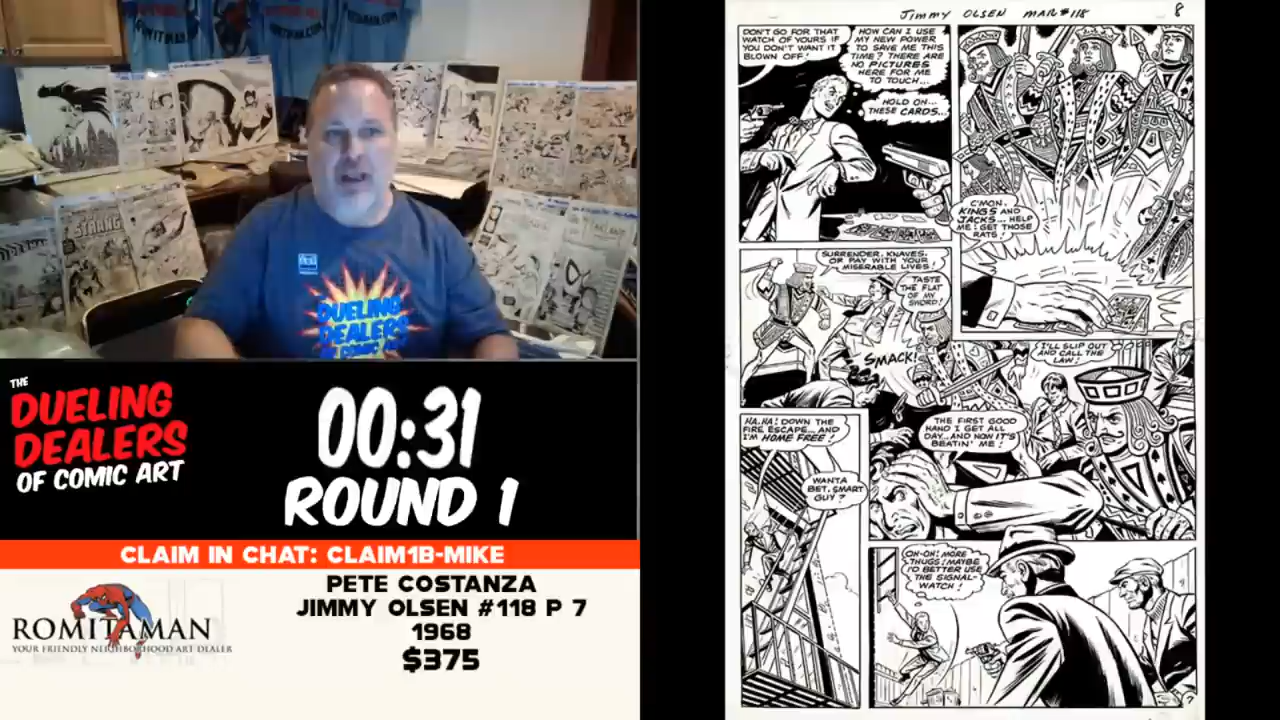 STRANG
DUELING
DEALERS
OF COMIC ART
THE
DUELING
DEALERS
OF COMIC ART
00:31
ROUND 1
CLAIM IN CHAT: CLAIM1B-MIKE
ROMITAMAN
YOUR FRIENDLY NEIGHBORHOOD ART DEALER
PETE COSTANZA
JIMMY OLSEN #118 P 7
1968
$375
JIMMY OLSEN MAR #118 8
DON'T GO FOR THAT
WATCH OF YOURS IF
YOU DON'T WANT IT
BLOWN OFF!
HOW CAN I USE
MY NEW POWER
TO SAVE ME THIS
TIME? THERE ARE
NO PICTURES
HERE FOR ME
TO TOUCH...
HOLD ON...
THESE CARDS...
C'MON,
KINGS AND
JACKS... HELP
ME! GET THOSE
RATS!
SURRENDER, KNAVES,
OR PAY WITH YOUR
MISERABLE LIVES!
TASTE
THE FLAT
OF MY
SWORD!
SMACK!
I'LL SLIP OUT
AND CALL THE
LAW!
HA, HA! DOWN THE
FIRE ESCAPE... AND
I'M HOME FREE!
WANTA
BET, SMART
GUY?
THE FIRST GOOD
HAND I GET ALL
DAY... AND NOW IT'S
BEATIN' ME!
OH-OH! MORE
THUGS! MAYBE
I'D BETTER USE
THE SIGNAL-
WATCH!
7